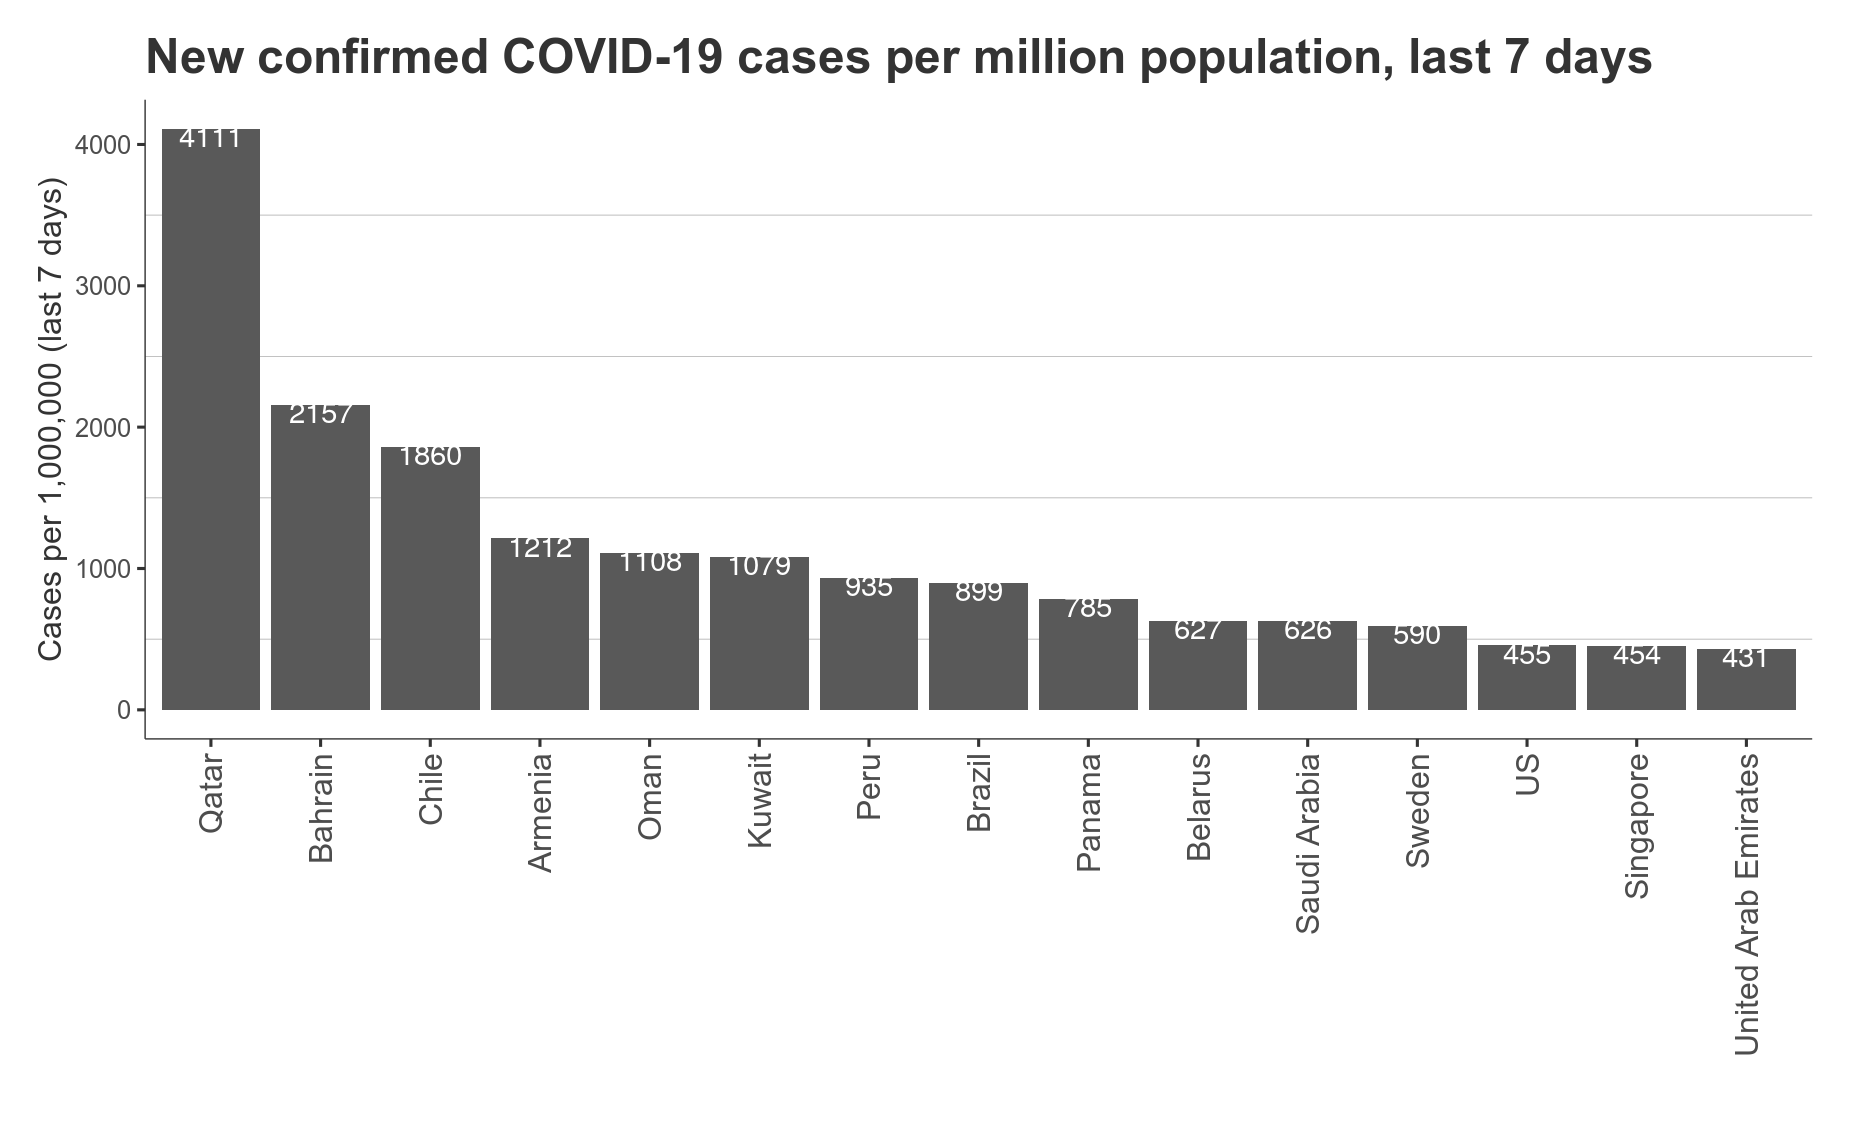 New confirmed COVID-19 cases per million population, last 7 days
Cases per 1,000,000 (last 7 days)
4000
3000
2000
1000
0
4111
2157
1860
1212
1108
1079
935
899
785
627
626
590
455
454
431
Qatar
Bahrain
Chile
Armenia
Oman
Kuwait
Peru
Brazil
Panama
Belarus
Saudi Arabia
Sweden
US
Singapore
United Arab Emirates